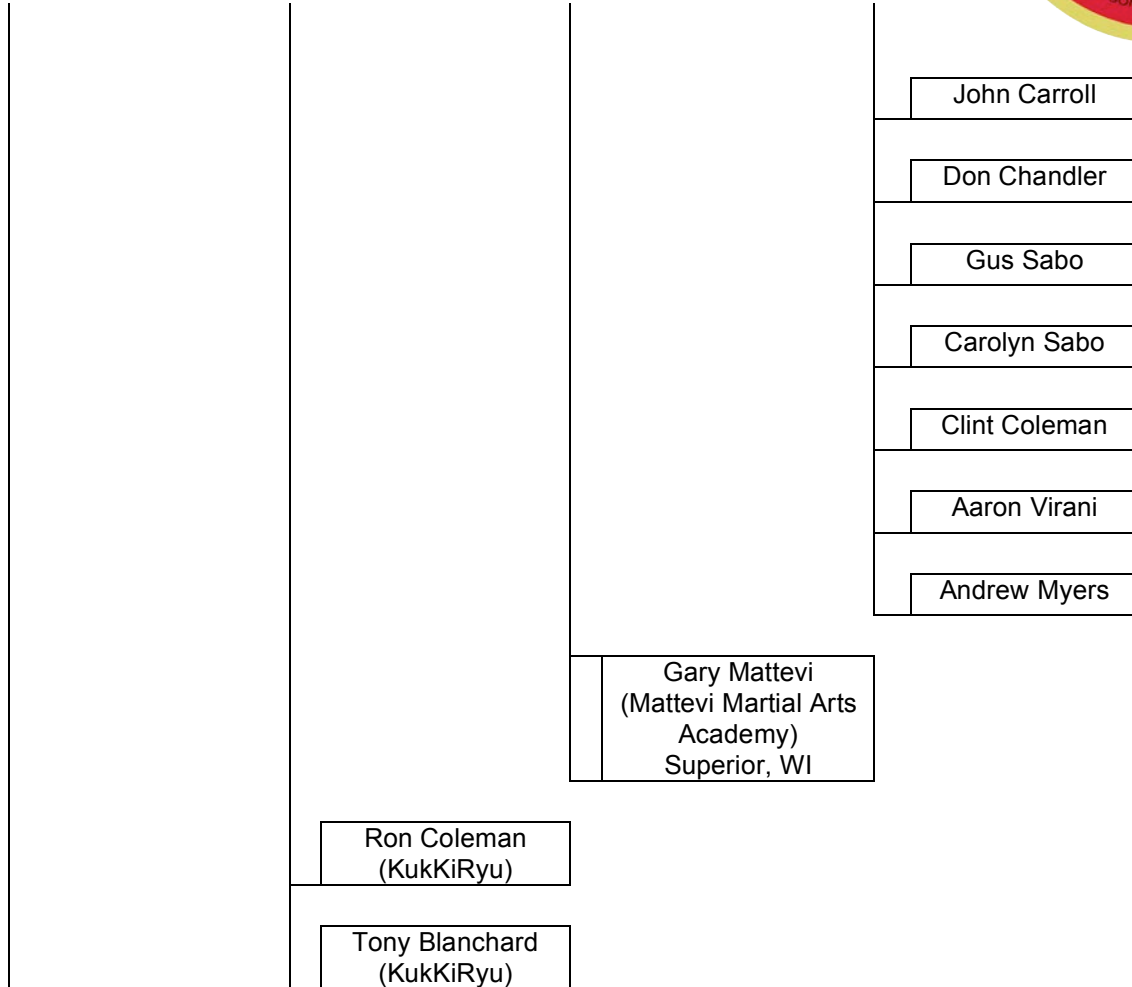 John Carroll
Don Chandler
Gus Sabo
Carolyn Sabo
Clint Coleman
Aaron Virani
Andrew Myers
Gary Mattevi
(Mattevi Martial Arts
Academy)
Superior, WI
Ron Coleman
(KukKiRyu)
Tony Blanchard
(KukKiRyu)